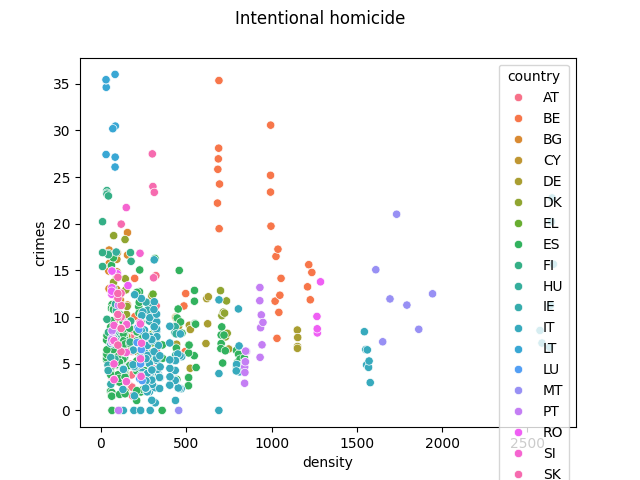 Intentional homicide
crimes
35
30
25
20
15
10
5
0
0
500
1000
1500
2000
2500
density
country
AT
BE
BG
CY
DE
DK
EL
ES
FI
HU
IE
IT
LT
LU
MT
PT
RO
SI
SK